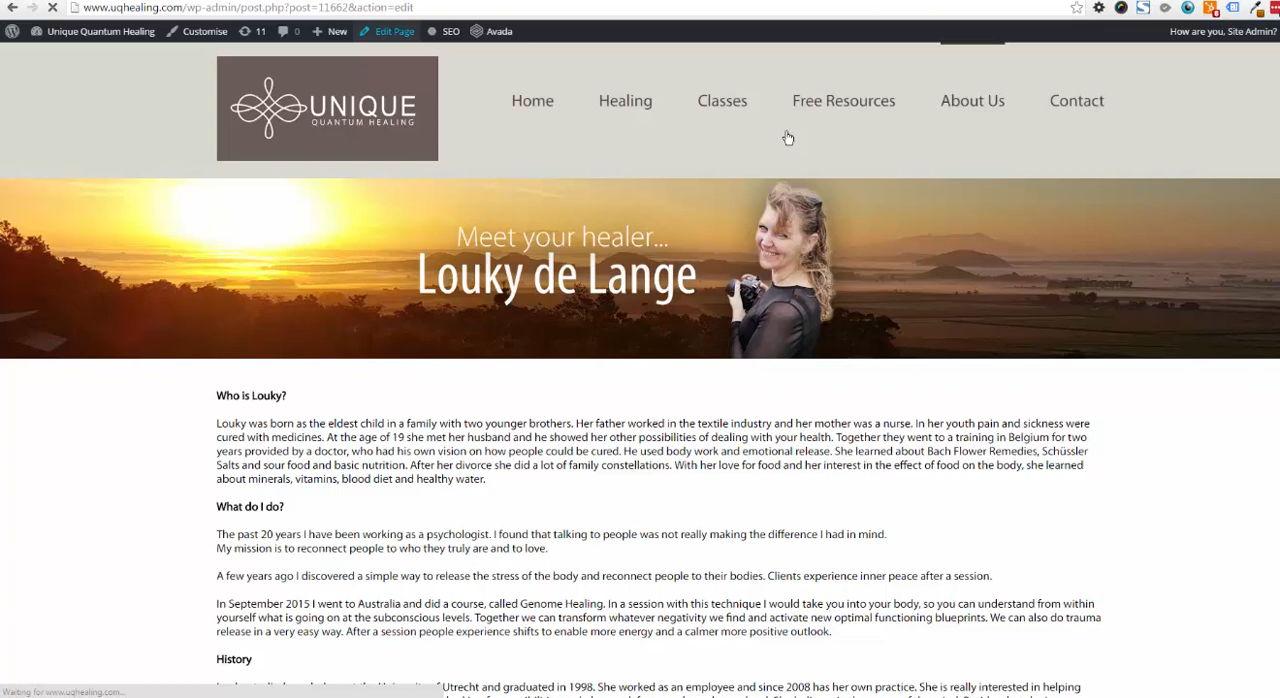 www.uqhealing.com/wp-admin/post.php?post=11662&action=edit
Unique Quantum Healing Customise 11 0 New Edit Page SEO Avada How are you, Site Admin?
UNIQUE
QUANTUM HEALING
Home Healing Classes Free Resources About Us Contact
Meet your healer...
Louky de Lange
Who is Louky?
Louky was born as the eldest child in a family with two younger brothers. Her father worked in the textile industry and her mother was a nurse. In her youth pain and sickness were
cured with medicines. At the age of 19 she met her husband and he showed her other possibilities of dealing with your health. Together they went to a training in Belgium for two
years provided by a doctor, who had his own vision on how people could be cured. He used body work and emotional release. She learned about Bach Flower Remedies, Schüssler
Salts and sour food and basic nutrition. After her divorce she did a lot of family constellations. With her love for food and her interest in the effect of food on the body, she learned
about minerals, vitamins, blood diet and healthy water.
What do I do?
The past 20 years I have been working as a psychologist. I found that talking to people was not really making the difference I had in mind.
My mission is to reconnect people to who they truly are and to love.
A few years ago I discovered a simple way to release the stress of the body and reconnect people to their bodies. Clients experience inner peace after a session.
In September 2015 I went to Australia and did a course, called Genome Healing. In a session with this technique I would take you into your body, so you can understand from within
yourself what is going on at the subconscious levels. Together we can transform whatever negativity we find and activate new optimal functioning blueprints. We can also do trauma
release in a very easy way. After a session people experience shifts to enable more energy and a calmer more positive outlook.
History
Utrecht and graduated in 1998. She worked as an employee and since 2008 has her own practice. She is really interested in helping
Waiting for www.uqhealing.com...